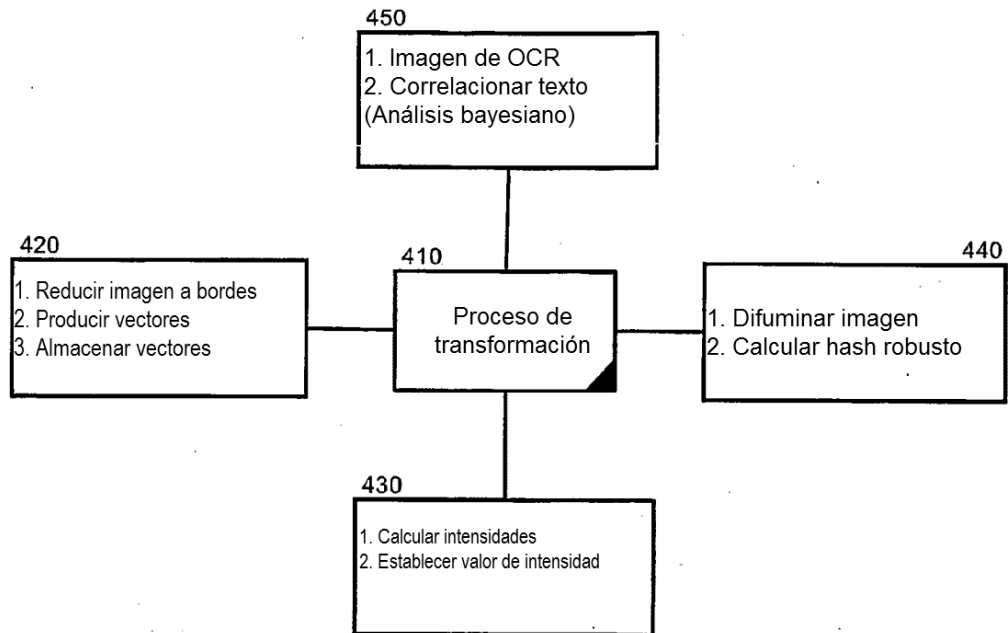 450
1. Imagen de OCR
2. Correlacionar texto
(Análisis bayesiano)
420
1. Reducir imagen a bordes
2. Producir vectores
3. Almacenar vectores
410
Proceso de
transformación
440
1. Difuminar imagen
2. Calcular hash robusto
430
1. Calcular intensidades
2. Establecer valor de intensidad